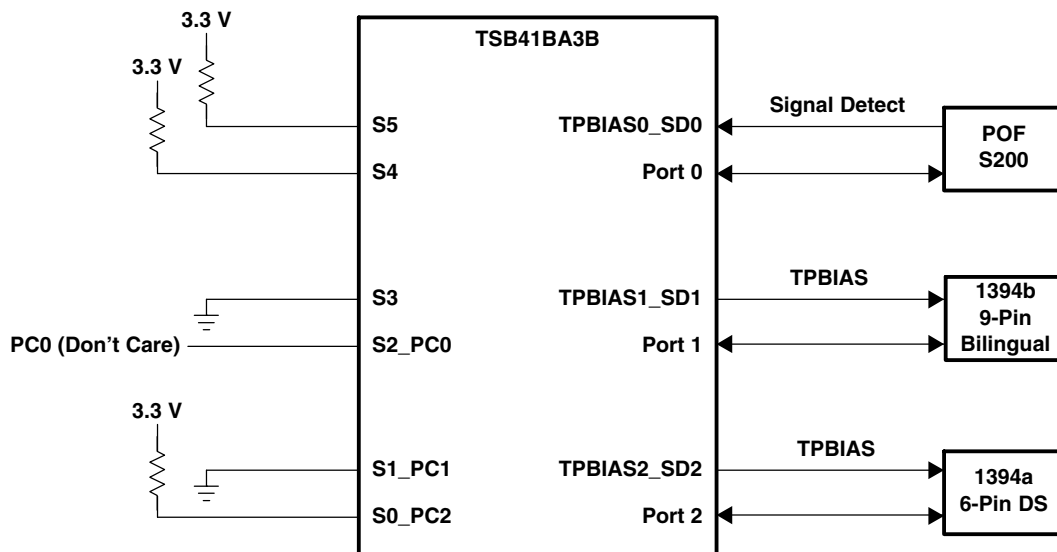 TSB41BA3B
3.3 V
3.3 V
S5
S4
TPBIAS0_SD0
Port 0
Signal Detect
POF
S200
S3
PC0 (Don't Care)
S2_PC0
TPBIAS1_SD1
Port 1
TPBIAS
1394b
9-Pin
Bilingual
3.3 V
S1_PC1
S0_PC2
TPBIAS2_SD2
Port 2
TPBIAS
1394a
6-Pin DS